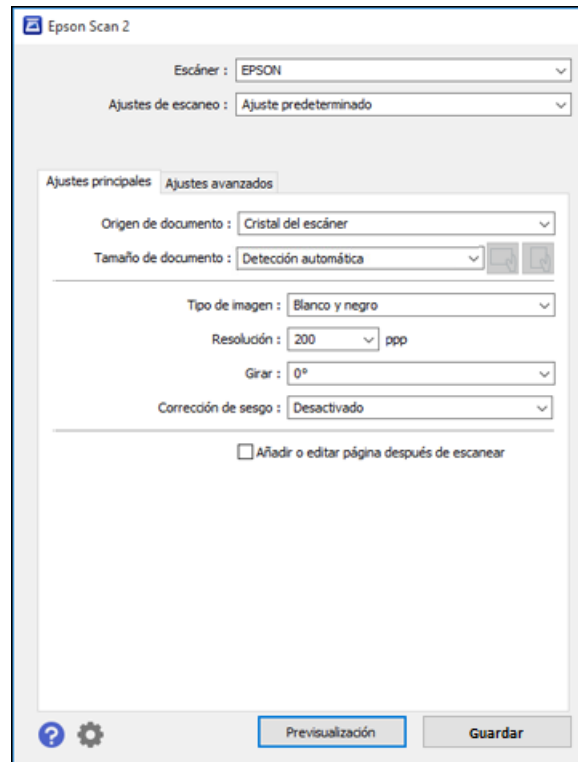 Epson Scan 2
Escáner : EPSON
Ajustes de escaneo : Ajuste predeterminado
Ajustes principales Ajustes avanzados
Origen de documento : Cristal del escáner
Tamaño de documento : Detección automática
Tipo de imagen : Blanco y negro
Resolución : 200 ppp
Girar : 0°
Corrección de sesgo : Desactivado
Añadir o editar página después de escanear
? Previsualización Guardar